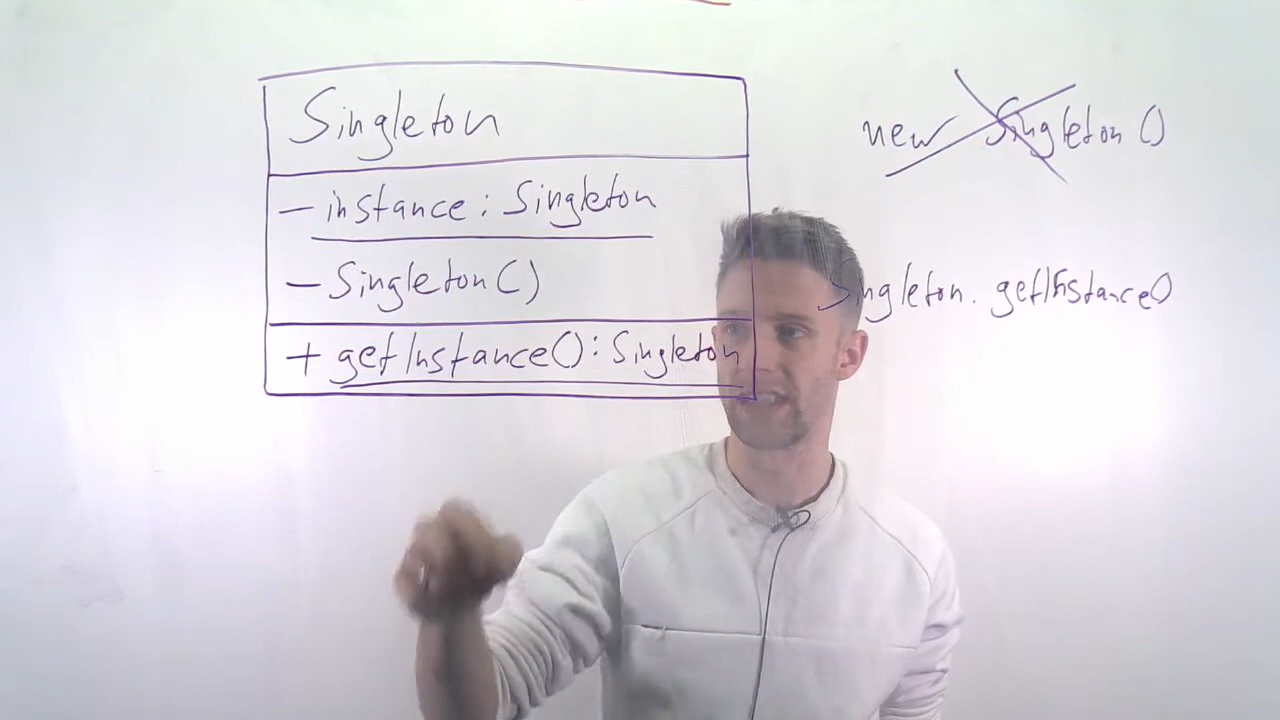 Singleton
- instance : Singleton
- Singleton ()
+ getInstance() : Singleton
new Singleton ()
Singleton. getInstance()